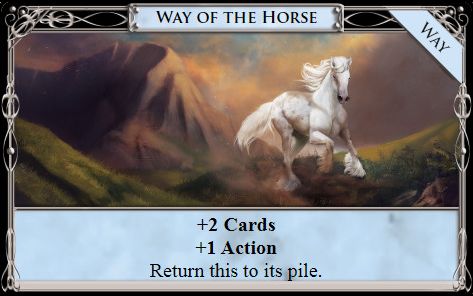 WAY OF THE HORSE
WAY
+2 Cards
+1 Action
Return this to its pile.